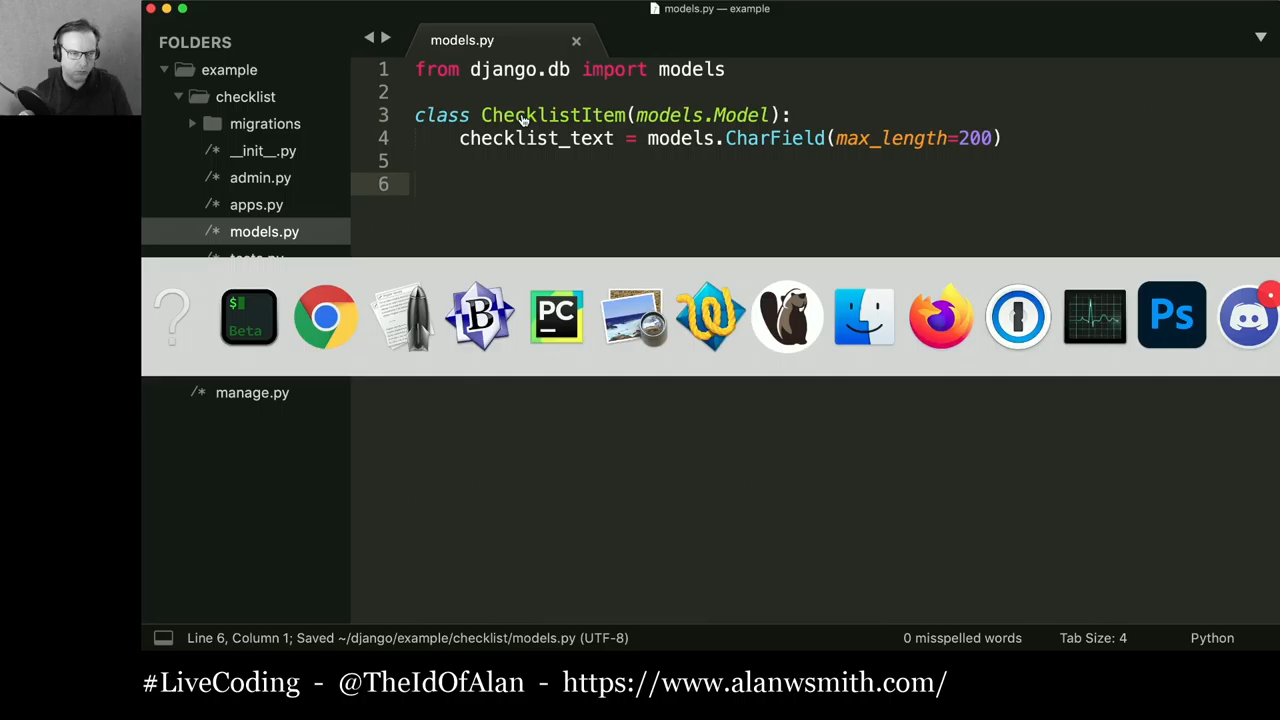 models.py — example
FOLDERS
example
checklist
migrations
/* __init__.py
/* admin.py
/* apps.py
/* models.py
/* manage.py
models.py ×
1 from django.db import models
2
3 class ChecklistItem(models.Model):
4 checklist_text = models.CharField(max_length=200)
5
6
$
Beta
B
PC
Ps
Line 6, Column 1; Saved ~/django/example/checklist/models.py (UTF-8)
0 misspelled words
Tab Size: 4
Python
#LiveCoding - @TheIdOfAlan - https://www.alanwsmith.com/